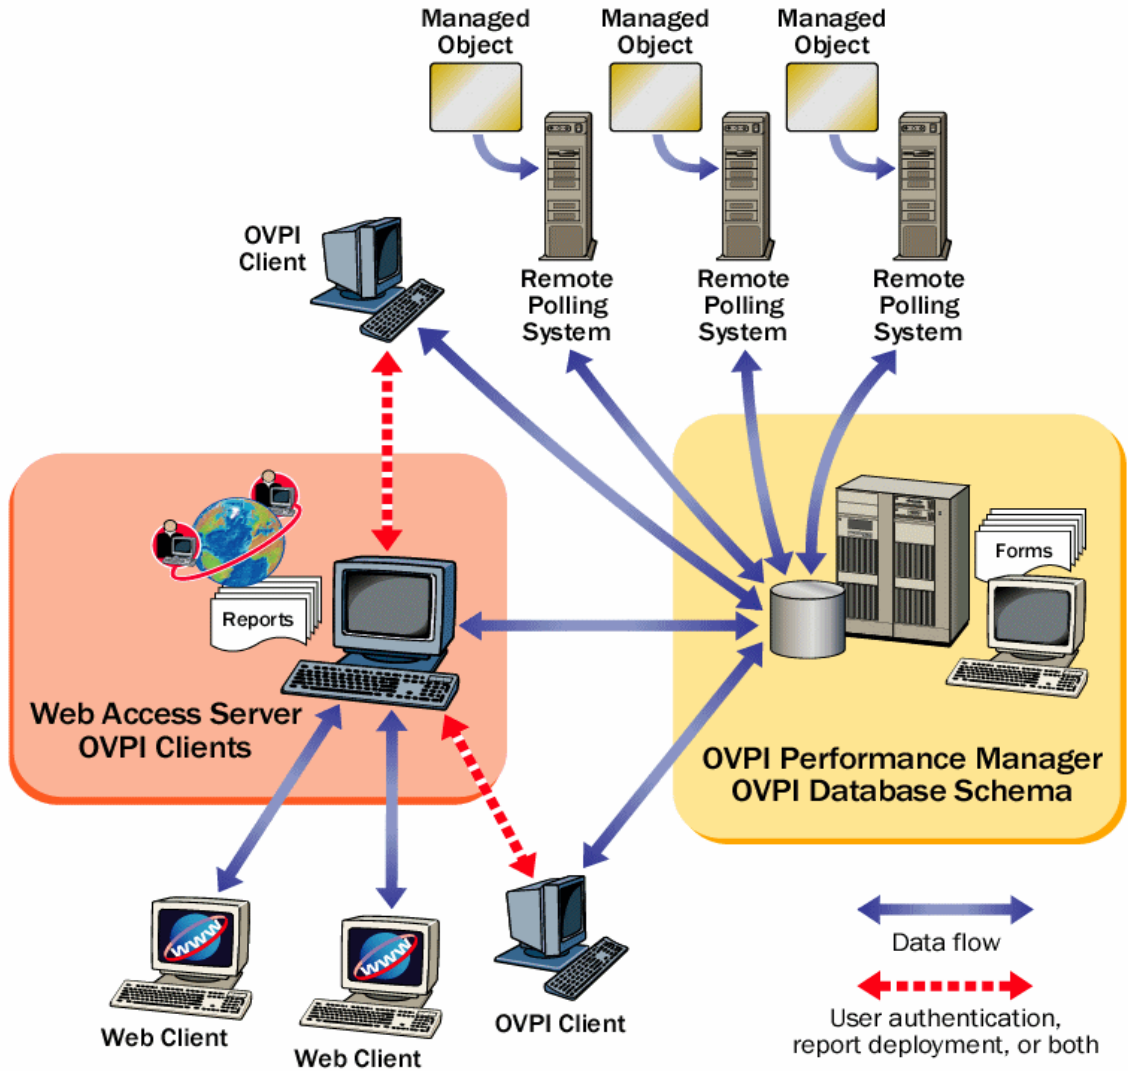 Managed
Object
Managed
Object
Managed
Object
OVPI
Client
Remote
Polling
System
Remote
Polling
System
Remote
Polling
System
Reports
Forms
Web Access Server
OVPI Clients
OVPI Performance Manager
OVPI Database Schema
www
www
Web Client
Web Client
OVPI Client
Data flow
User authentication,
report deployment, or both